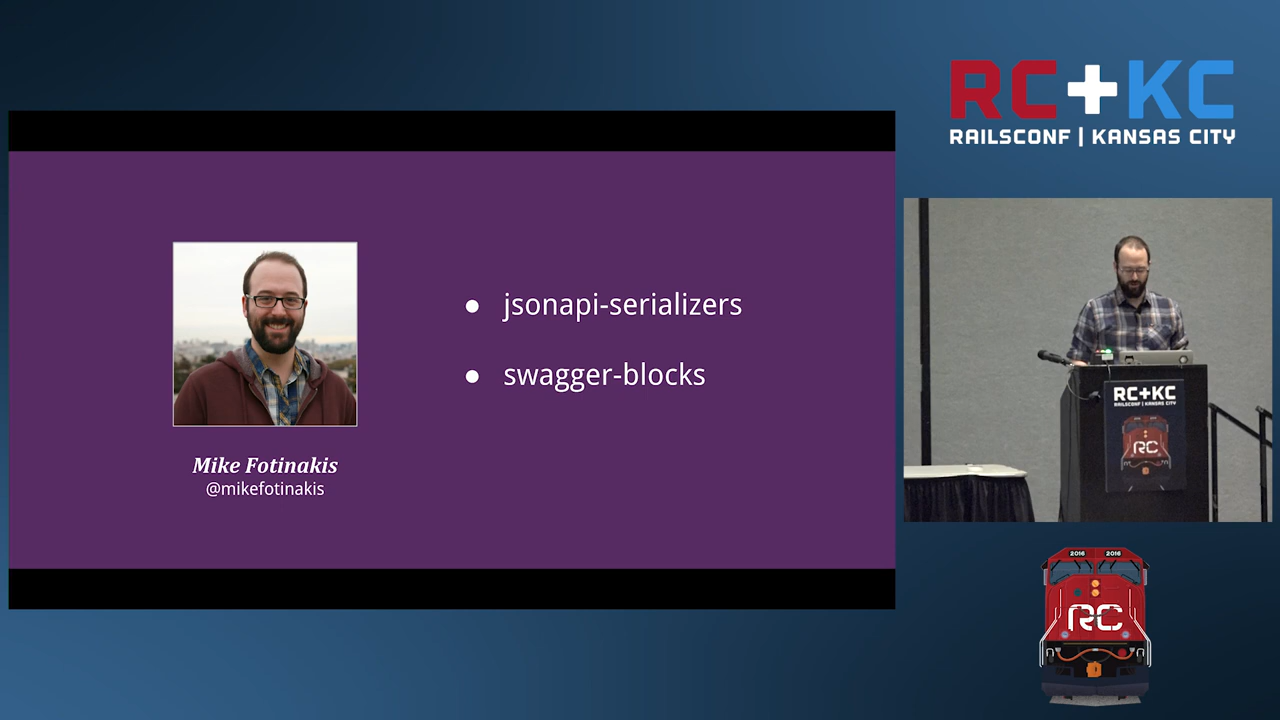 RC+KC
RAILSCONF | KANSAS CITY
● jsonapi-serializers
● swagger-blocks
Mike Fotinakis
@mikefotinakis
RC+KC
RAILSCONF | KANSAS CITY
RC
2016 2016
RC